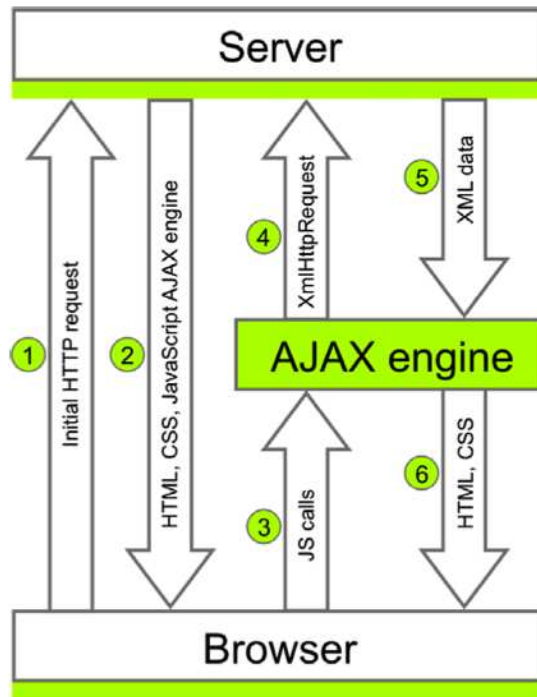 Server
1
Initial HTTP request
2
HTML, CSS, JavaScript AJAX engine
4
XmlHttpRequest
5
XML data
AJAX engine
3
JS calls
6
HTML, CSS
Browser